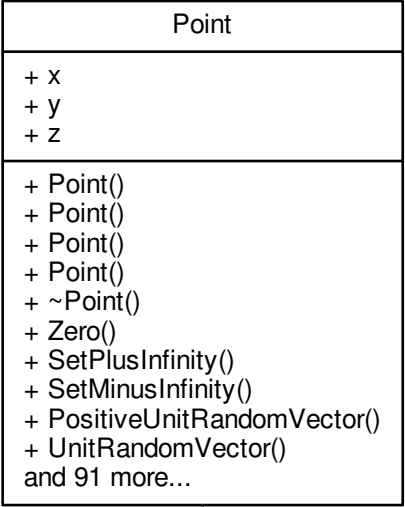 Point
+ x
+ y
+ z
+ Point()
+ Point()
+ Point()
+ Point()
+ ~Point()
+ Zero()
+ SetPlusInfinity()
+ SetMinusInfinity()
+ PositiveUnitRandomVector()
+ UnitRandomVector()
and 91 more...